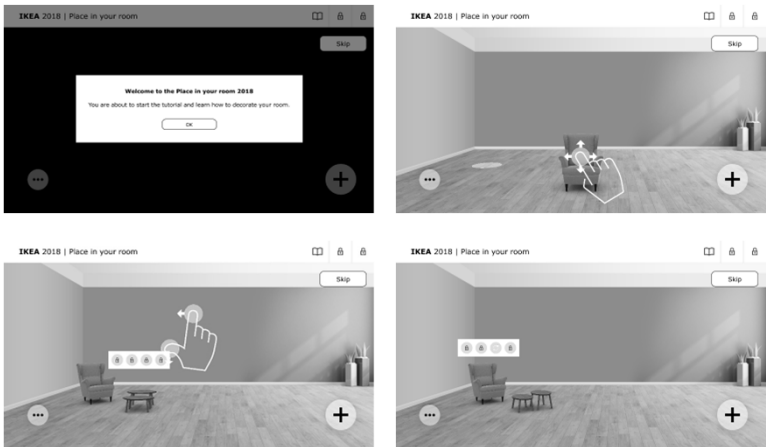 IKEA 2018 | Place in your room
Skip
Welcome to the Place in your room 2018
You are about to start the tutorial and learn how to decorate your room.
OK
IKEA 2018 | Place in your room
Skip
IKEA 2018 | Place in your room
Skip
IKEA 2018 | Place in your room
Skip